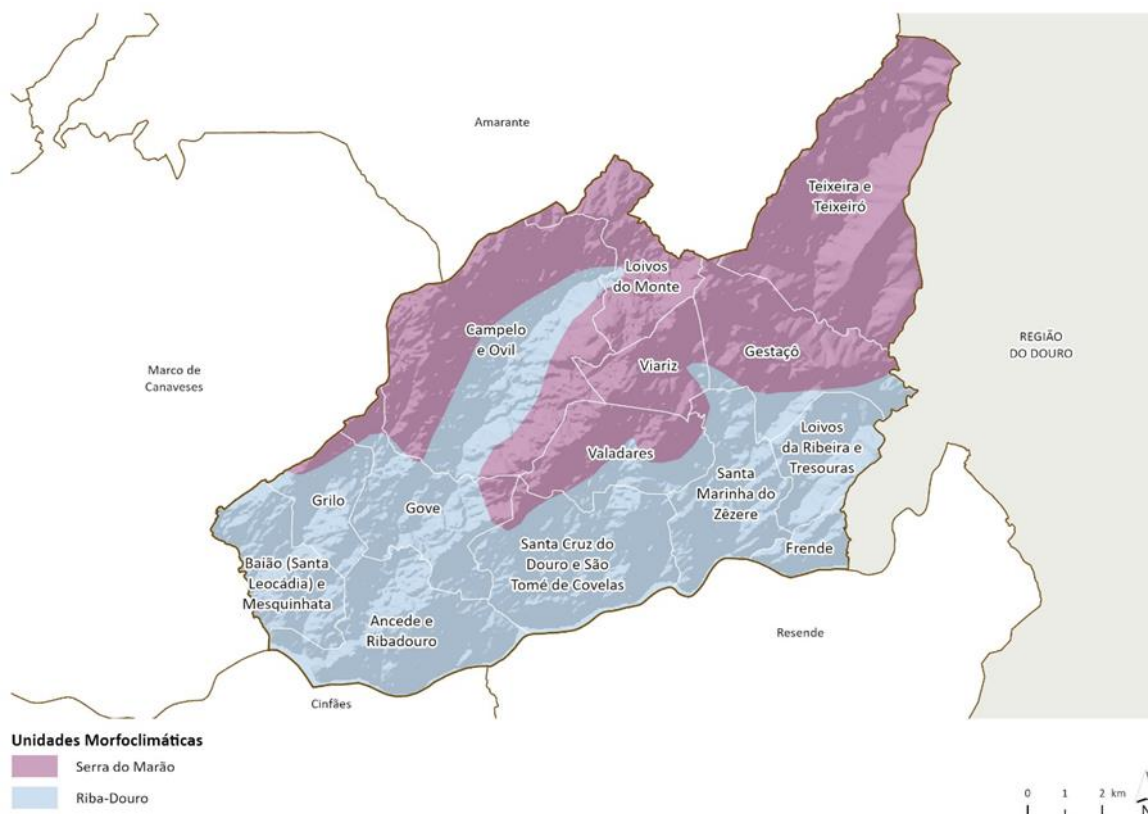 Amarante
Teixeira e
Teixeiró
Loivos
do Monte
Campelo
e Ovil
REGIÃO
DO DOURO
Gestaçô
Viariz
Marco de
Canaveses
Loivos
da Ribeira e
Tresouras
Valadares
Santa
Marinha do
Zêzere
Grilo
Gove
Frende
Santa Cruz do
Douro e São
Tomé de Covelas
Baião (Santa
Leocádia) e
Mesquinhata
Ancede e
Ribadouro
Resende
Cinfães
Unidades Morfoclimáticas
Serra do Marão
Riba-Douro
0 1 2 km
N